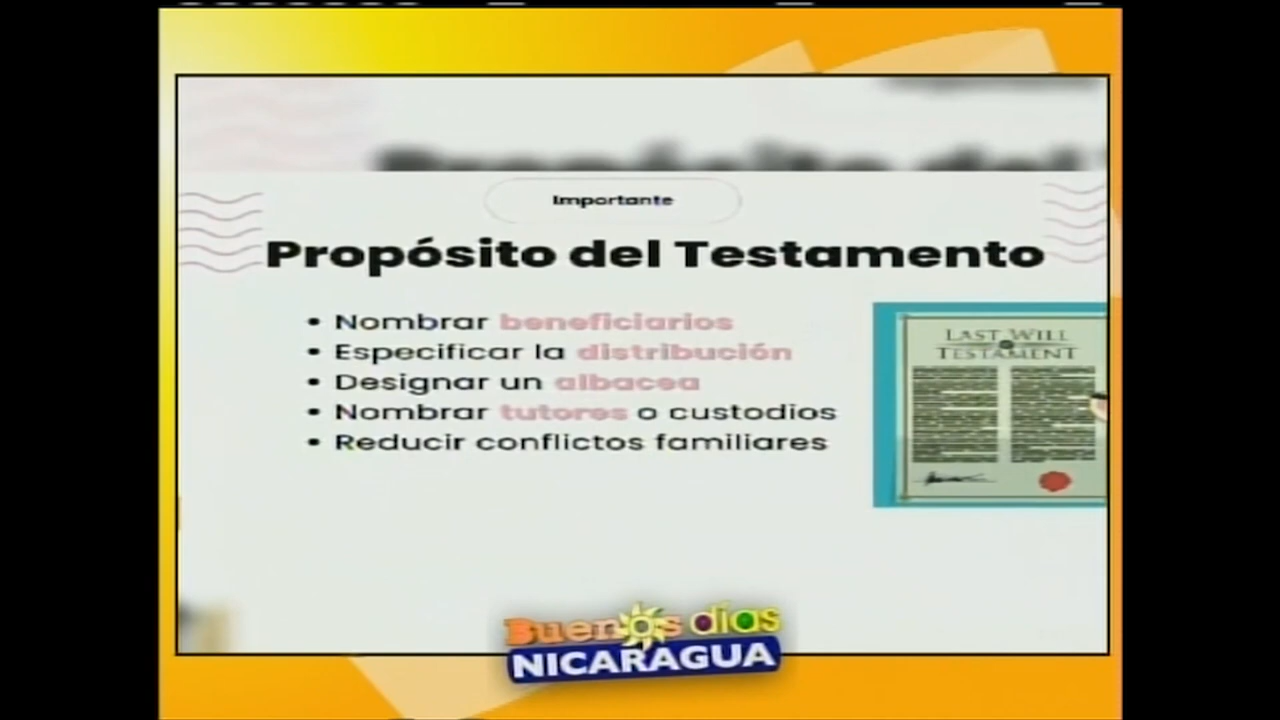 Importante
Propósito del Testamento
• Nombrar beneficiarios
• Especificar la distribución
• Designar un albacea
• Nombrar tutores o custodios
• Reducir conflictos familiares
LAST WILL
TESTAMENT
Buenos días
NICARAGUA